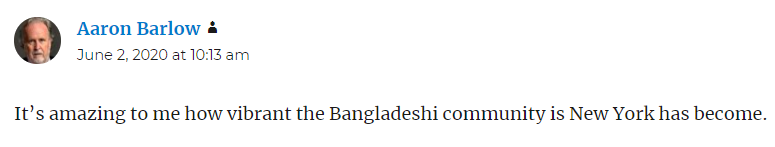 Aaron Barlow
June 2, 2020 at 10:13 am
It’s amazing to me how vibrant the Bangladeshi community is New York has become.